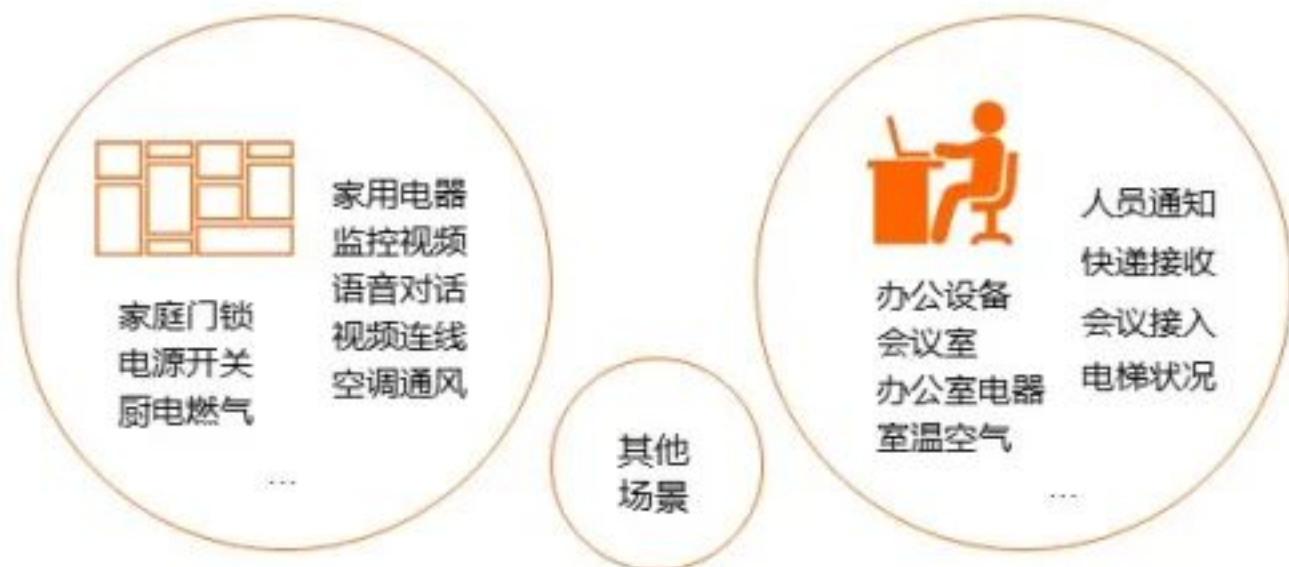 家庭门锁
电源开关
厨电燃气
家用电器
监控视频
语音对话
视频连线
空调通风
...
其他
场景
办公设备
会议室
办公室电器
室温空气
人员通知
快递接收
会议接入
电梯状况
...